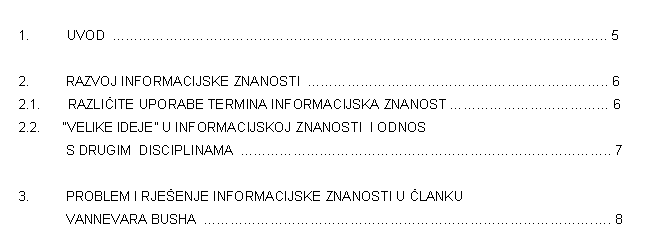 1. UVOD ........................................................................................................ 5
2. RAZVOJ INFORMACIJSKE ZNANOSTI ................................................................ 6
2.1. RAZLIČITE UPORABE TERMINA INFORMACIJSKA ZNANOST .................................. 6
2.2. "VELIKE IDEJE" U INFORMACIJSKOJ ZNANOSTI I ODNOS
S DRUGIM DISCIPLINAMA .............................................................................. 7
3. PROBLEM I RJEŠENJE INFORMACIJSKE ZNANOSTI U ČLANKU
VANNEVARA BUSHA ...................................................................................... 8